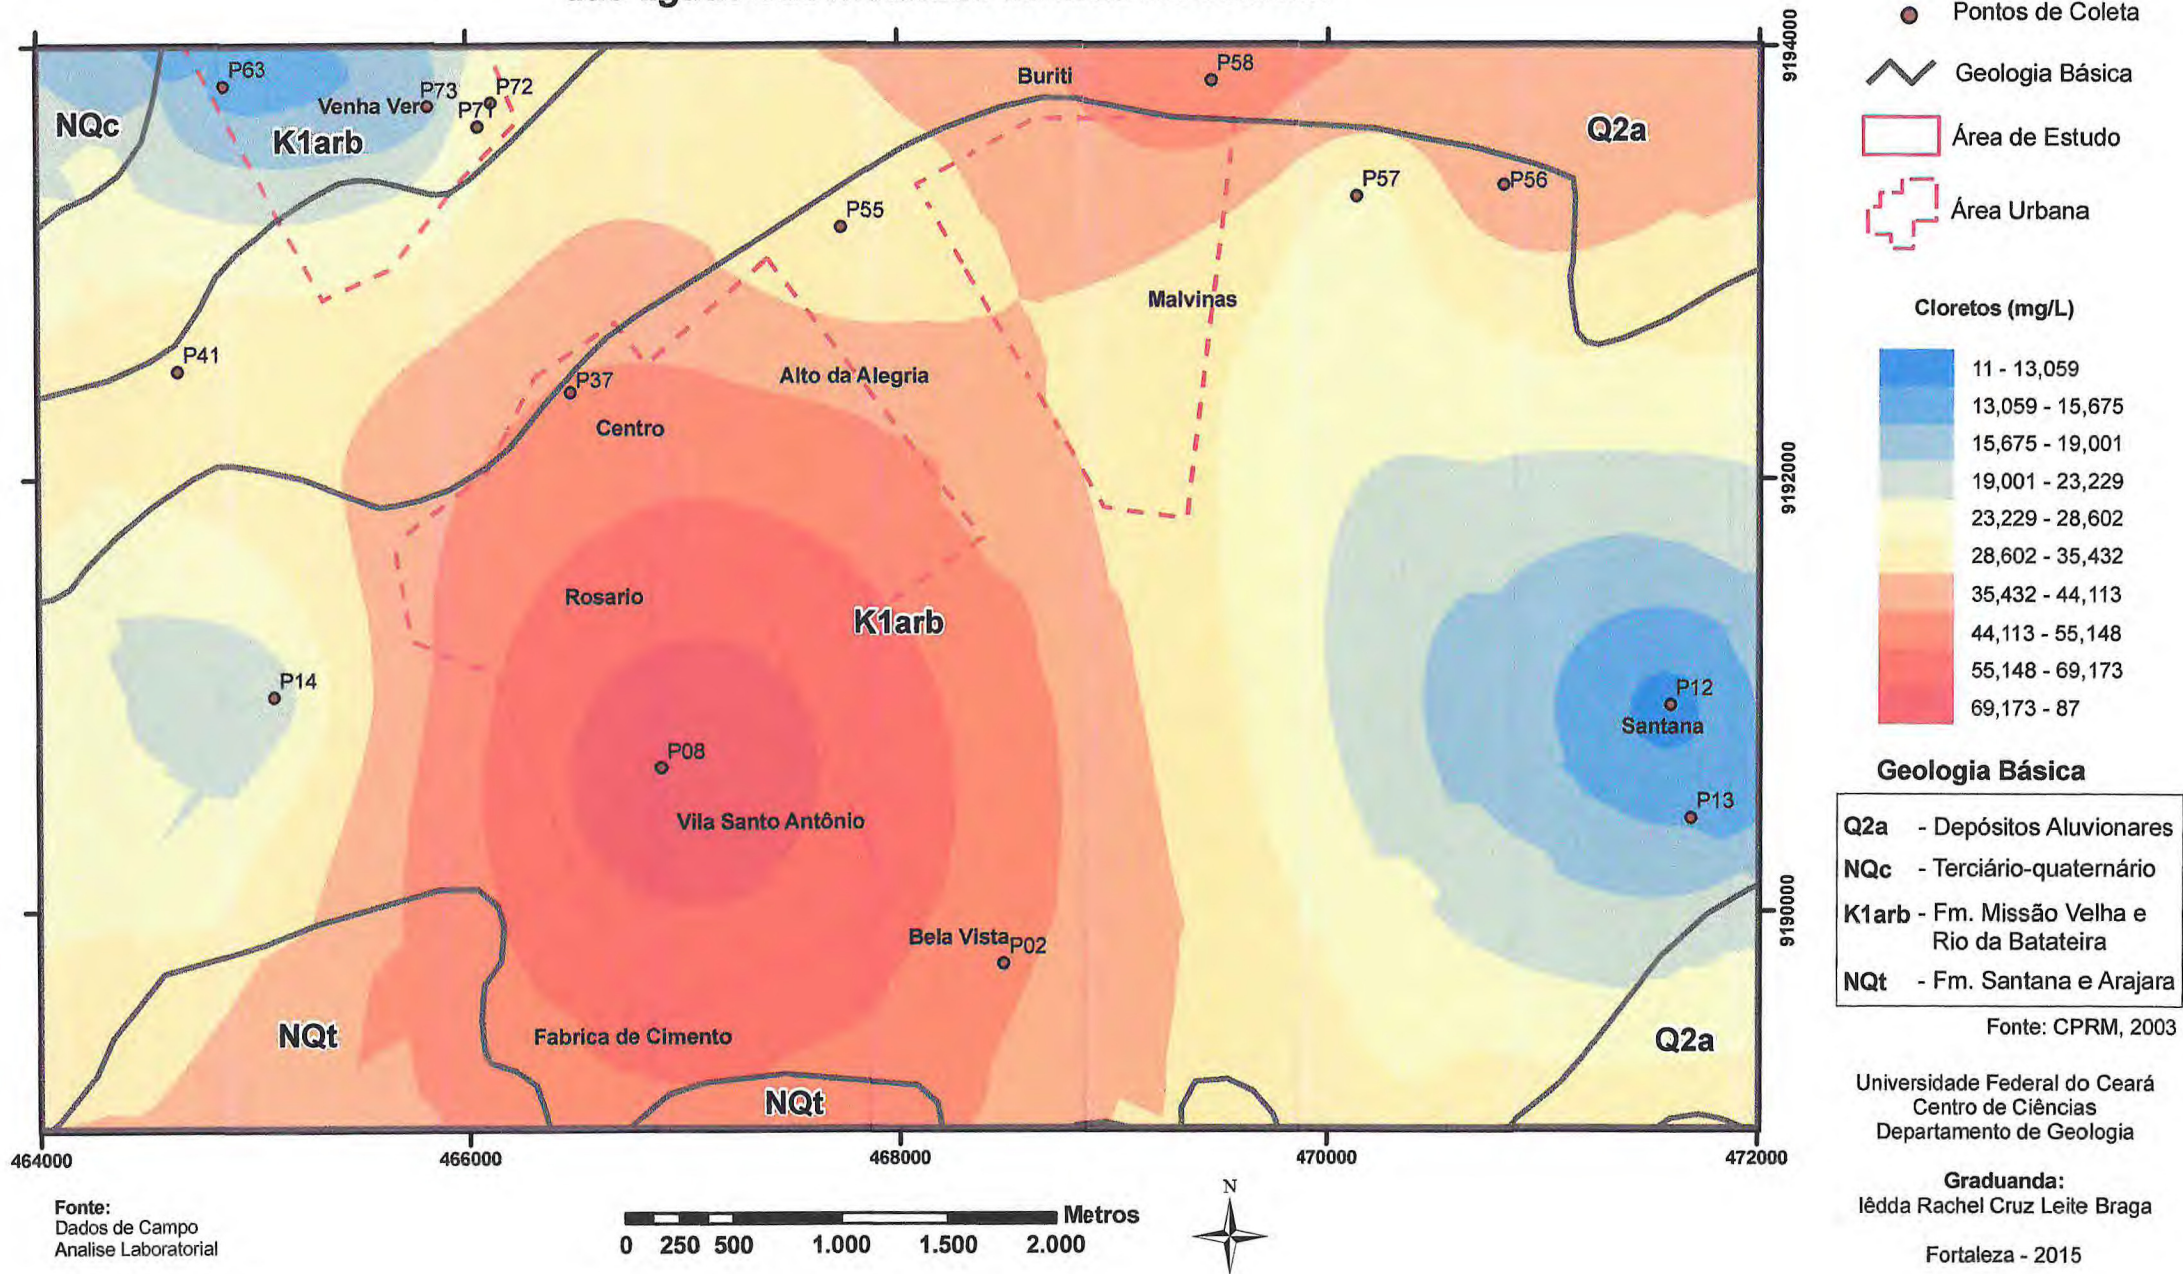 Pontos de Coleta
Geologia Básica
Área de Estudo
Área Urbana
Cloretos (mg/L)
11 - 13,059
13,059 - 15,675
15,675 - 19,001
19,001 - 23,229
23,229 - 28,602
28,602 - 35,432
35,432 - 44,113
44,113 - 55,148
55,148 - 69,173
69,173 - 87
Geologia Básica
Q2a - Depósitos Aluvionares
NQc - Terciário-quaternário
K1arb - Fm. Missão Velha e
Rio da Batateira
NQt - Fm. Santana e Arajara
Fonte: CPRM, 2003
Universidade Federal do Ceará
Centro de Ciências
Departamento de Geologia
Graduanda:
Iêdda Rachel Cruz Leite Braga
Fortaleza - 2015
9194000
9192000
9190000
P63
P73
P72
P71
Venha Ver
NQc
K1arb
Buriti
P58
Q2a
P57
P56
P55
Malvinas
P41
P37
Alto da Alegria
Centro
Rosario
K1arb
P14
P12
Santana
P08
P13
Vila Santo Antônio
Bela Vista
P02
NQt
Fabrica de Cimento
Q2a
NQt
464000
466000
468000
470000
472000
Fonte:
Dados de Campo
Analise Laboratorial
Metros
0 250 500 1.000 1.500 2.000
N